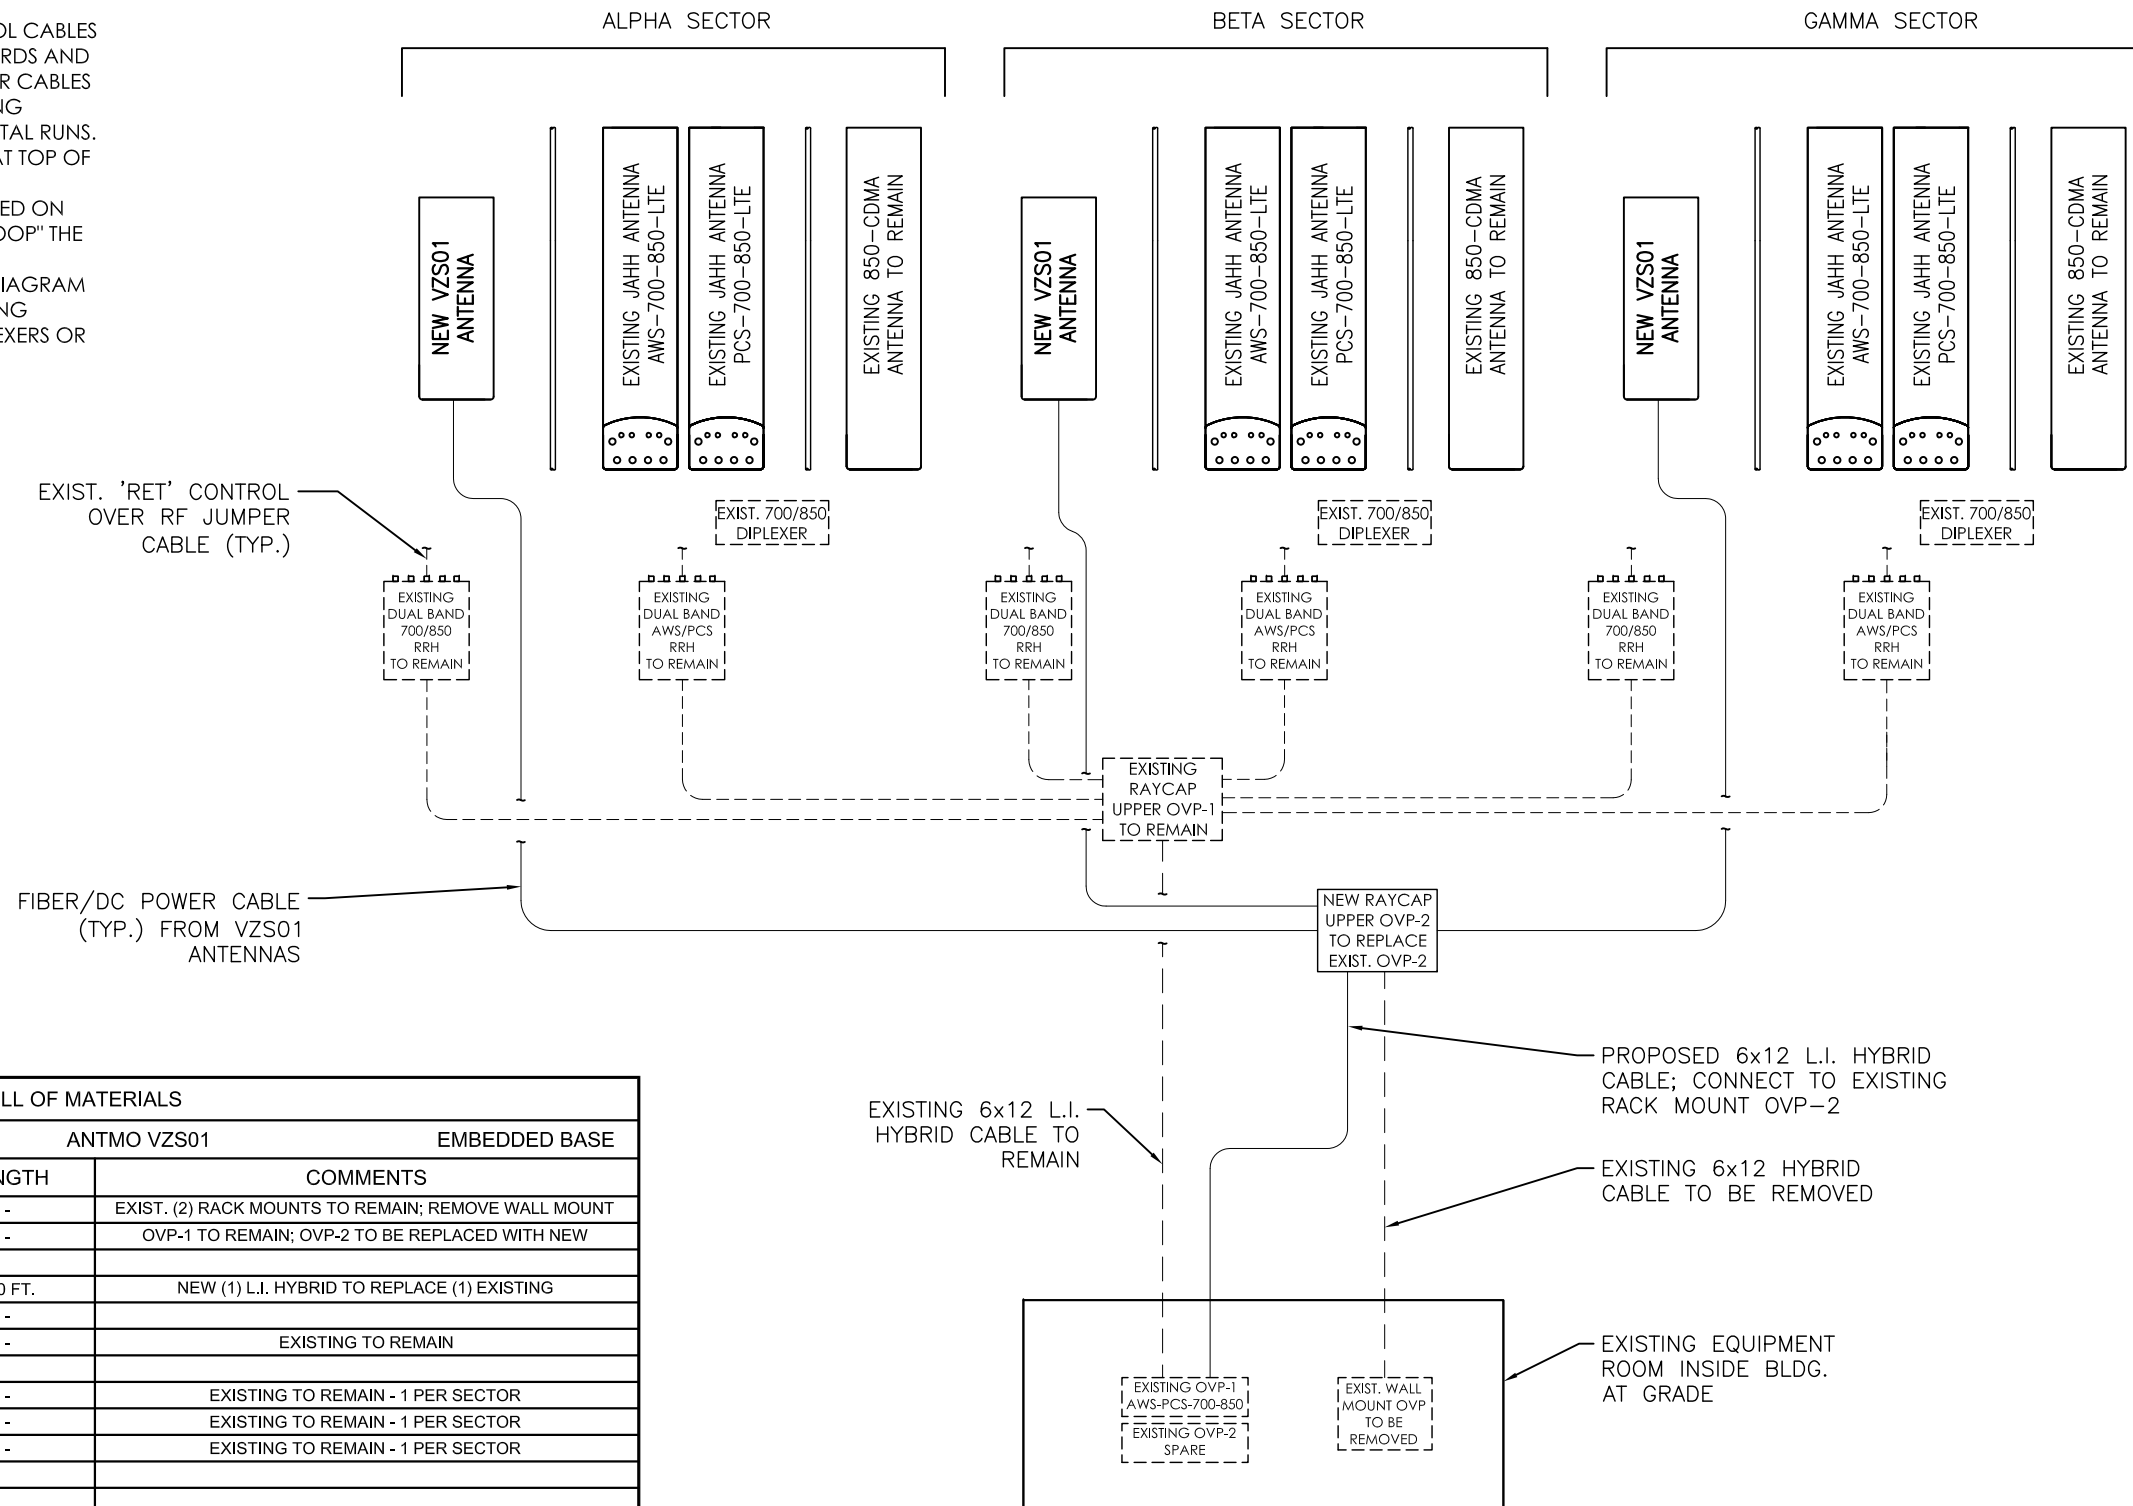 ALPHA SECTOR
BETA SECTOR
GAMMA SECTOR
OL CABLES
RDS AND
R CABLES
NG
TAL RUNS.
AT TOP OF
ED ON
OOP" THE
DIAGRAM
NG
EXERS OR
NEW VZS01
ANTENNA
EXISTING JAHH ANTENNA
AWS-700-850-LTE
EXISTING JAHH ANTENNA
PCS-700-850-LTE
EXISTING 850-CDMA
ANTENNA TO REMAIN
NEW VZS01
ANTENNA
EXISTING JAHH ANTENNA
AWS-700-850-LTE
EXISTING JAHH ANTENNA
PCS-700-850-LTE
EXISTING 850-CDMA
ANTENNA TO REMAIN
NEW VZS01
ANTENNA
EXISTING JAHH ANTENNA
AWS-700-850-LTE
EXISTING JAHH ANTENNA
PCS-700-850-LTE
EXISTING 850-CDMA
ANTENNA TO REMAIN
EXIST. 'RET' CONTROL
OVER RF JUMPER
CABLE (TYP.)
EXIST. 700/850
DIPLEXER
EXIST. 700/850
DIPLEXER
EXIST. 700/850
DIPLEXER
EXISTING
DUAL BAND
700/850
RRH
TO REMAIN
EXISTING
DUAL BAND
AWS/PCS
RRH
TO REMAIN
EXISTING
DUAL BAND
700/850
RRH
TO REMAIN
EXISTING
DUAL BAND
AWS/PCS
RRH
TO REMAIN
EXISTING
DUAL BAND
700/850
RRH
TO REMAIN
EXISTING
DUAL BAND
AWS/PCS
RRH
TO REMAIN
EXISTING
RAYCAP
UPPER OVP-1
TO REMAIN
FIBER/DC POWER CABLE
(TYP.) FROM VZS01
ANTENNAS
NEW RAYCAP
UPPER OVP-2
TO REPLACE
EXIST. OVP-2
PROPOSED 6x12 L.I. HYBRID
CABLE; CONNECT TO EXISTING
RACK MOUNT OVP-2
EXISTING 6x12 L.I.
HYBRID CABLE TO
REMAIN
EXISTING 6x12 HYBRID
CABLE TO BE REMOVED
EXISTING EQUIPMENT
ROOM INSIDE BLDG.
AT GRADE
EXISTING OVP-1
AWS-PCS-700-850
EXISTING OVP-2
SPARE
EXIST. WALL
MOUNT OVP
TO BE
REMOVED
LL OF MATERIALS
ANTMO VZS01 EMBEDDED BASE
NGTH COMMENTS
- EXIST. (2) RACK MOUNTS TO REMAIN; REMOVE WALL MOUNT
- OVP-1 TO REMAIN; OVP-2 TO BE REPLACED WITH NEW
0 FT. NEW (1) L.I. HYBRID TO REPLACE (1) EXISTING
-
- EXISTING TO REMAIN
- EXISTING TO REMAIN - 1 PER SECTOR
- EXISTING TO REMAIN - 1 PER SECTOR
- EXISTING TO REMAIN - 1 PER SECTOR